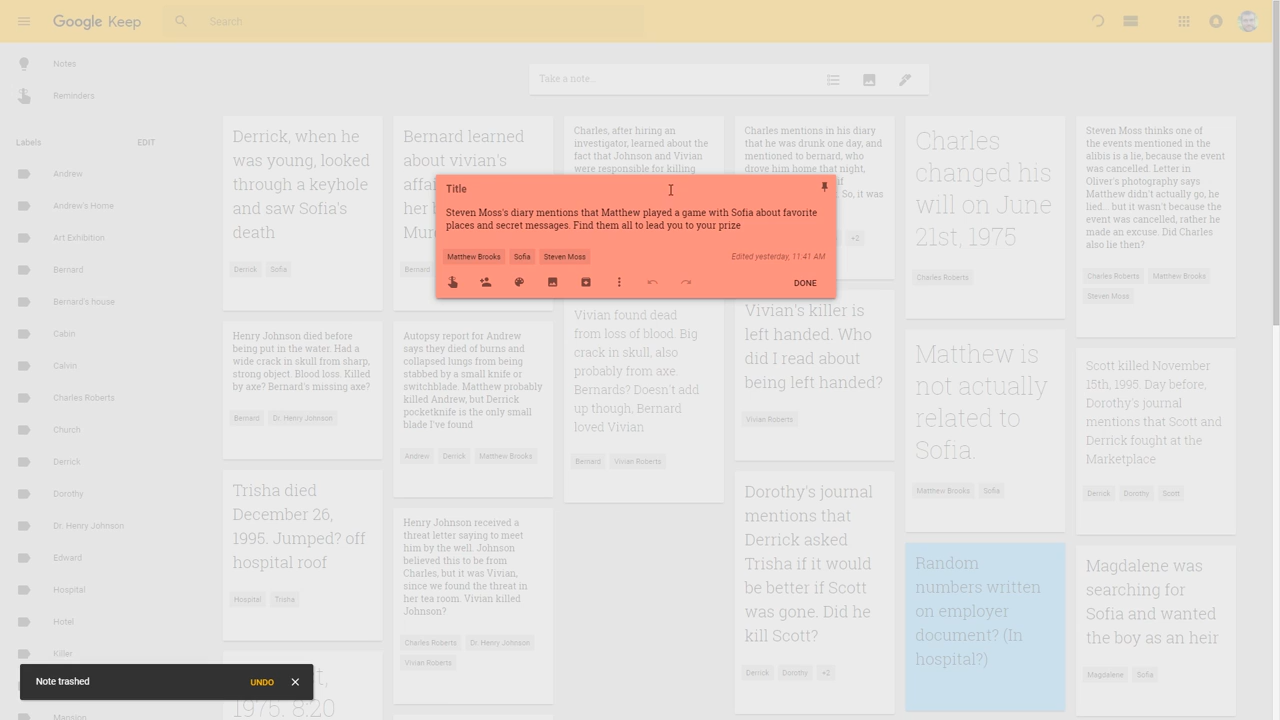 Google Keep
Search
Notes
Reminders
Labels
EDIT
Andrew
Andrew's Home
Art Exhibition
Bernard
Bernard's house
Cabin
Calvin
Charles Roberts
Church
Derrick
Dorothy
Dr. Henry Johnson
Edward
Hospital
Hotel
Killer
Mansion
Take a note...
Derrick, when he
was young, looked
through a keyhole
and saw Sofia's
death
Derrick
Sofia
Henry Johnson died before
being put in the water. Had a
wide crack in skull from sharp,
strong object. Blood loss. Killed
by axe? Bernard's missing axe?
Bernard
Dr. Henry Johnson
Trisha died
December 26,
1995. Jumped? off
hospital roof
Hospital
Trisha
1975. 8:20
Bernard learned
about vivian's
Bernard
Autopsy report for Andrew
says they died of burns and
collapsed lungs from being
stabbed by a small knife or
switchblade. Matthew probably
killed Andrew, but Derrick
pocketknife is the only small
blade I've found
Andrew
Derrick
Matthew Brooks
Henry Johnson received a
threat letter saying to meet
him by the well. Johnson
believed this to be from
Charles, but it was Vivian,
since we found the threat in
her tea room. Vivian killed
Johnson?
Charles Roberts
Dr. Henry Johnson
Vivian Roberts
Charles, after hiring an
investigator, learned about the
fact that Johnson and Vivian
were responsible for killing
Vivian found dead
from loss of blood. Big
crack in skull, also
probably from axe.
Bernards? Doesn't add
up though, Bernard
loved Vivian
Bernard
Vivian Roberts
Charles mentions in his diary
that he was drunk one day, and
mentioned to bernard, who
drove him home that night,
So, it was
+2
Vivian's killer is
left handed. Who
did I read about
being left handed?
Vivian Roberts
Dorothy's journal
mentions that
Derrick asked
Trisha if it would
be better if Scott
was gone. Did he
kill Scott?
Derrick
Dorothy
+2
Charles
changed his
will on June
21st, 1975
Charles Roberts
Matthew is
not actually
related to
Sofia.
Matthew Brooks
Sofia
Random
numbers written
on employer
document? (In
hospital?)
Steven Moss thinks one of
the events mentioned in the
alibis is a lie, because the event
was cancelled. Letter in
Oliver's photography says
Matthew didn't actually go, he
lied... but it wasn't because the
event was cancelled, rather he
murdered him. Did Charles
also lie then?
Charles Roberts
Matthew Brooks
Steven Moss
Scott killed November
15th, 1995. Day before,
Dorothy's journal
mentions that Scott and
Derrick fought at the
Marketplace.
Derrick
Dorothy
Scott
Magdalene was
searching for
Sofia and wanted
the boy as an heir
Magdalene
Sofia
Title
Steven Moss's diary mentions that Matthew played a game with Sofia about favorite
places and secret messages. Find them all to lead you to your prize
Matthew Brooks
Sofia
Steven Moss
Edited yesterday, 11:41 AM
DONE
Note trashed
UNDO